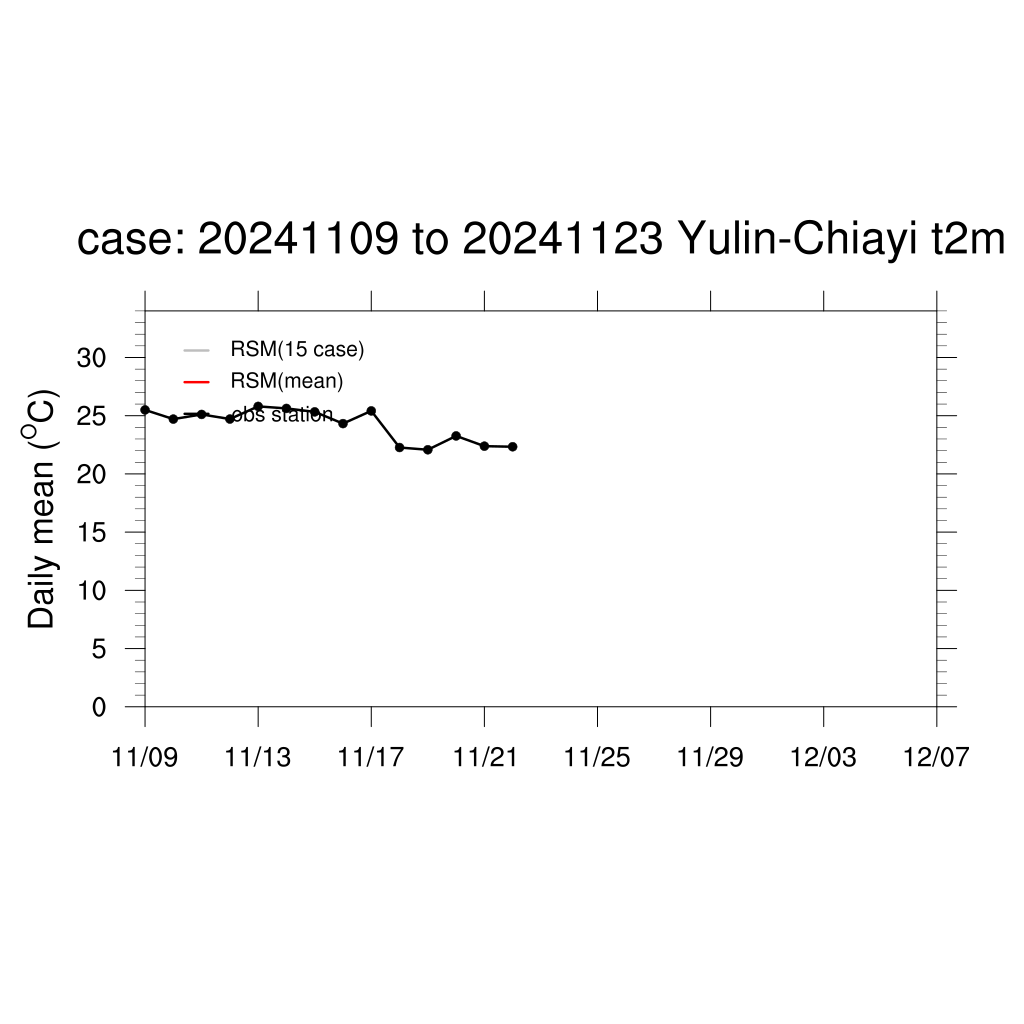 case: 20241109 to 20241123 Yulin-Chiayi t2m
RSM(15 case)
RSM(mean)
obs station
Daily mean (°C)
30
25
20
15
10
5
0
11/09 11/13 11/17 11/21 11/25 11/29 12/03 12/07